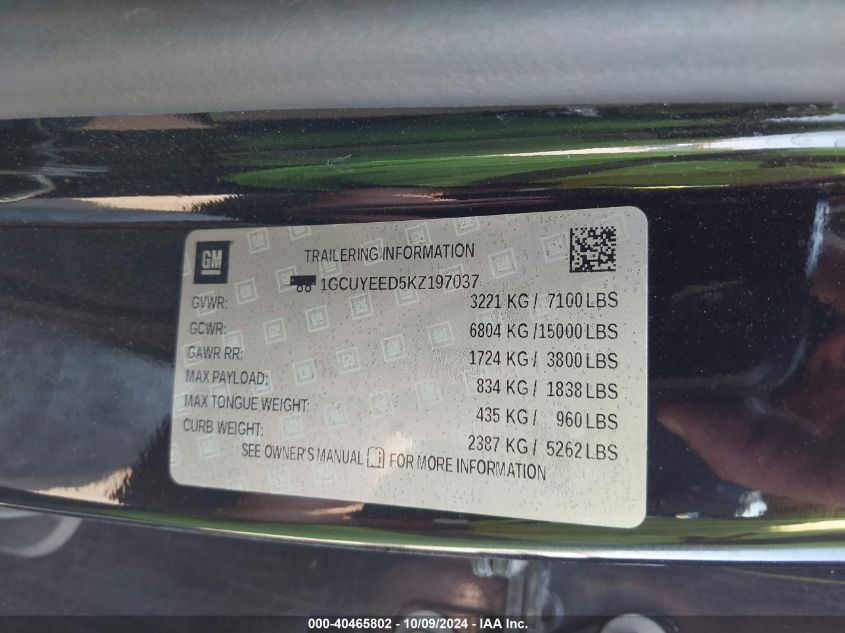 GM
TRAILERING INFORMATION
1GCUYEED5KZ197037
GVWR: 3221 KG / 7100 LBS
GCWR: 6804 KG /15000 LBS
GAWR RR: 1724 KG / 3800 LBS
MAX PAYLOAD: 834 KG / 1838 LBS
MAX TONGUE WEIGHT: 435 KG / 960 LBS
CURB WEIGHT: 2387 KG / 5262 LBS
SEE OWNER'S MANUAL FOR MORE INFORMATION
000-40465802 - 10/09/2024 - IAA Inc.